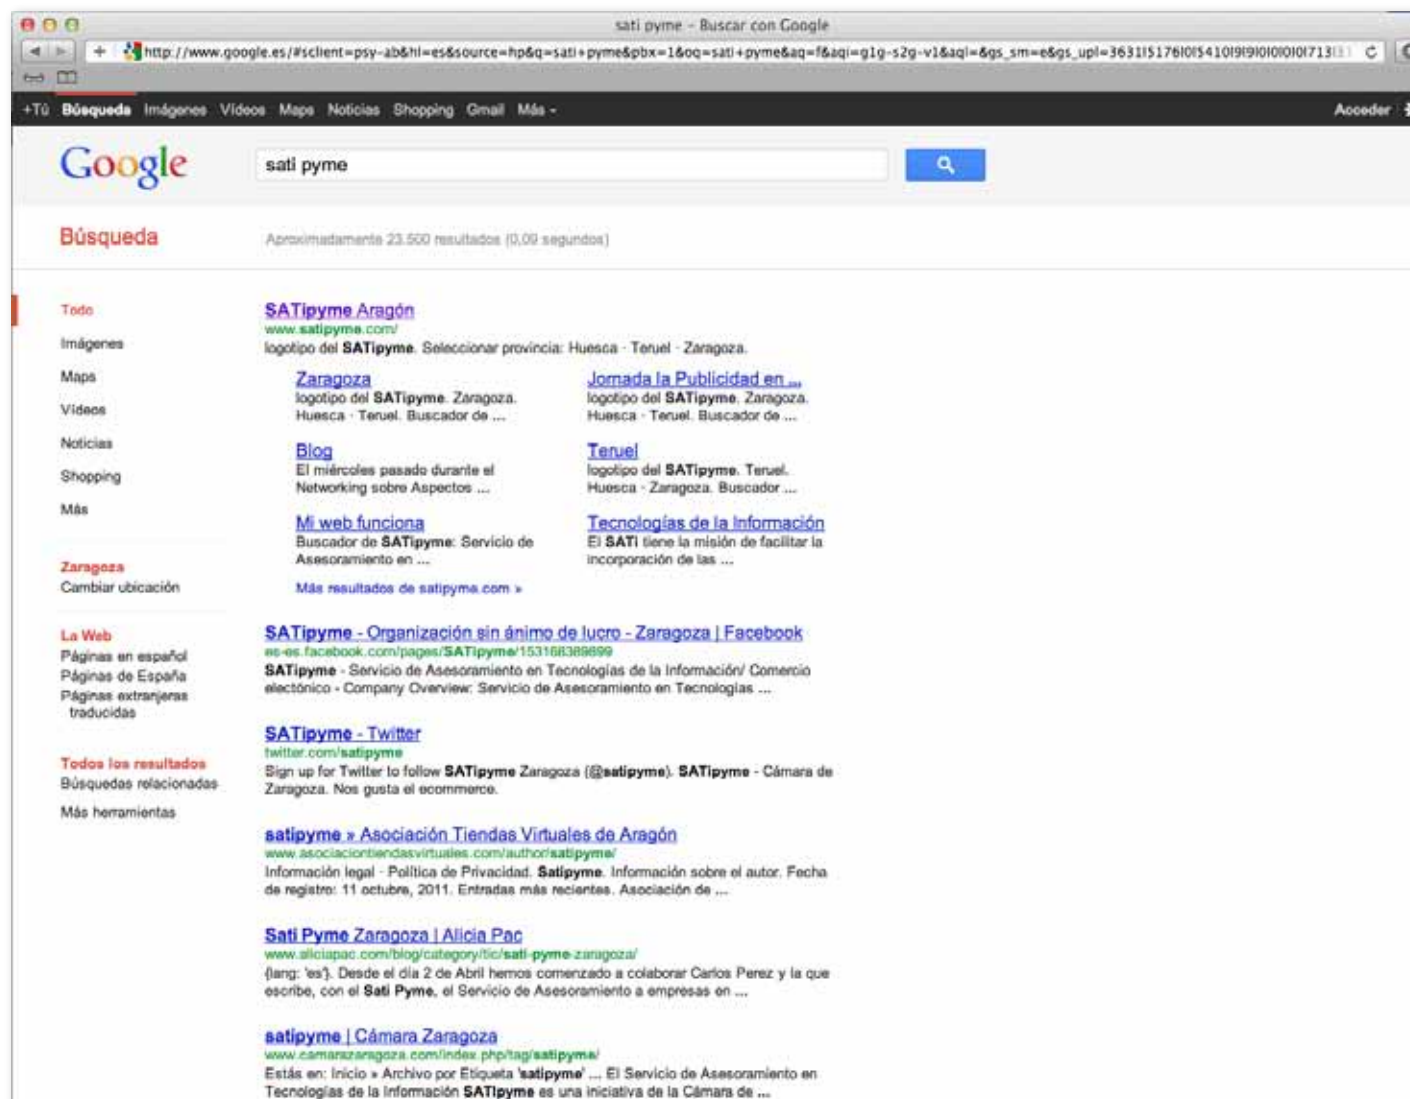 sati pyme - Buscar con Google
+Tú Búsqueda Imágenes Vídeos Maps Noticias Shopping Gmail Más
Acceder
Google
sati pyme
Búsqueda
Aproximadamente 23.500 resultados (0,09 segundos)
Todo
Imágenes
Maps
Vídeos
Noticias
Shopping
Más
Zaragoza
Cambiar ubicación
La Web
Páginas en español
Páginas de España
Páginas extranjeras
traducidas
Todos los resultados
Búsquedas relacionadas
Más herramientas
SATipyme Aragón
www.satipyme.com/
logotipo del SATipyme. Seleccionar provincia: Huesca - Teruel - Zaragoza.
Zaragoza
logotipo del SATipyme. Zaragoza.
Huesca - Teruel. Buscador de ...
Jornada la Publicidad en ...
logotipo del SATipyme. Zaragoza.
Huesca - Teruel. Buscador de ...
Blog
El miércoles pasado durante el
Networking sobre Aspectos ...
Teruel
logotipo del SATipyme. Teruel.
Huesca - Zaragoza. Buscador ...
Mi web funciona
Buscador de SATipyme: Servicio de
Asesoramiento en ...
Tecnologías de la Información
El SATi tiene la misión de facilitar la
incorporación de las ...
Más resultados de satipyme.com »
SATipyme - Organización sin ánimo de lucro - Zaragoza | Facebook
es-es.facebook.com/pages/SATipyme/153168389699
SATipyme - Servicio de Asesoramiento en Tecnologías de la Información/ Comercio
electónico - Company Overview: Servicio de Asesoramiento en Tecnologías ...
SATipyme - Twitter
twitter.com/satipyme
Sign up for Twitter to follow SATipyme Zaragoza (@satipyme). SATipyme - Cámara de
Zaragoza. Nos gusta el ecommerce.
satipyme » Asociación Tiendas Virtuales de Aragón
www.asociaciontiendasvirtuales.com/author/satipyme/
Información legal - Política de Privacidad. Satipyme. Información sobre el autor. Fecha
de registro: 11 octubre, 2011. Entradas más recientes. Asociación de ...
Sati Pyme Zaragoza | Alicia Pac
www.aliciapac.com/blog/category/tic/sati-pyme-zaragoza/
{lang: 'es'}. Desde el día 2 de Abril hemos comenzado a colaborar Carlos Perez y la que
escribe, con el Sati Pyme, el Servicio de Asesoramiento a empresas en ...
satipyme | Cámara Zaragoza
www.camarazaragoza.com/index.php/tag/satipyme/
Estás en: Inicio » Archivo por Etiqueta 'satipyme' ... El Servicio de Asesoramiento en
Tecnologías de la Información SATIpyme es una iniciativa de la Cámara de ...